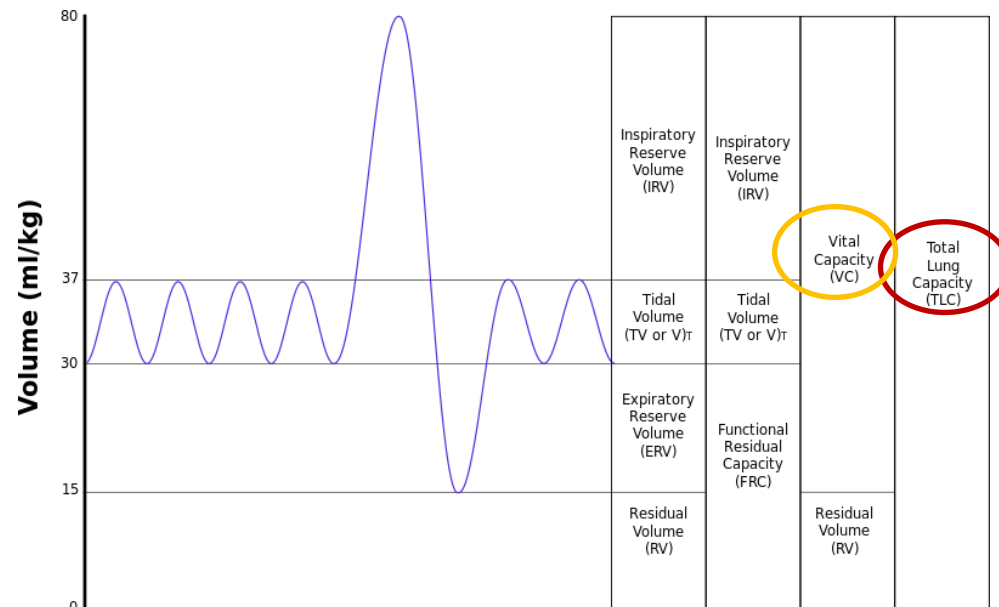 Volume (ml/kg)
80
37
30
15
0
Inspiratory
Reserve
Volume
(IRV)
Tidal
Volume
(TV or V)T
Expiratory
Reserve
Volume
(ERV)
Residual
Volume
(RV)
Inspiratory
Reserve
Volume
(IRV)
Tidal
Volume
(TV or V)T
Functional
Residual
Capacity
(FRC)
Vital
Capacity
(VC)
Residual
Volume
(RV)
Total
Lung
Capacity
(TLC)